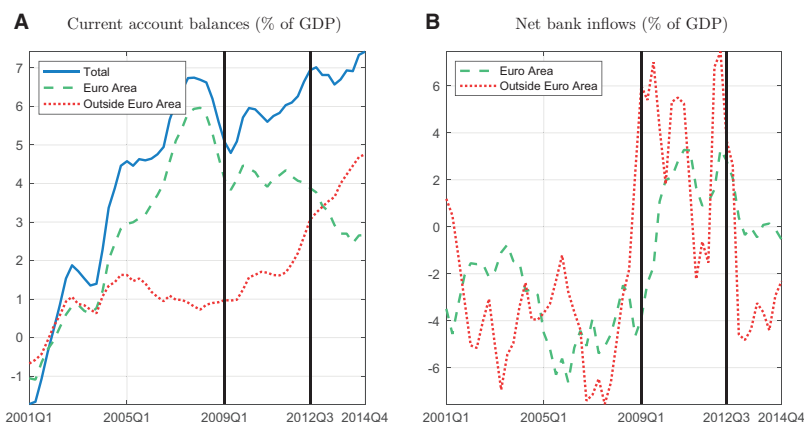 A
Current account balances (% of GDP)
7
6
5
4
3
2
1
0
-1
Total
Euro Area
Outside Euro Area
2001Q1
2005Q1
2009Q1
2012Q3
2014Q4
B
Net bank inflows (% of GDP)
6
4
2
0
-2
-4
-6
Euro Area
Outside Euro Area
2001Q1
2005Q1
2009Q1
2012Q3
2014Q4